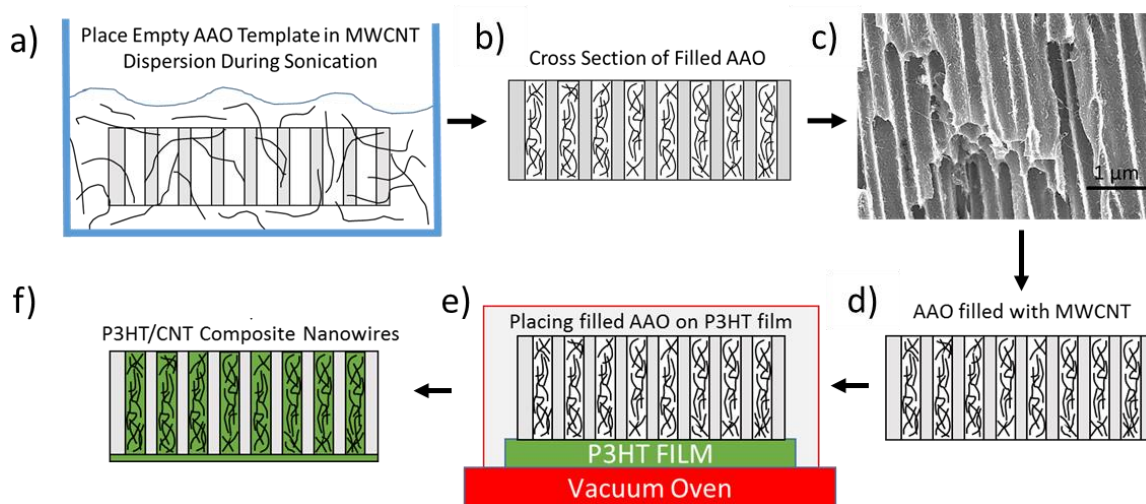 a)
Place Empty AAO Template in MWCNT
Dispersion During Sonication
b)
Cross Section of Filled AAO
c)
1 µm
d)
AAO filled with MWCNT
e)
Placing filled AAO on P3HT film
P3HT FILM
Vacuum Oven
f)
P3HT/CNT Composite Nanowires